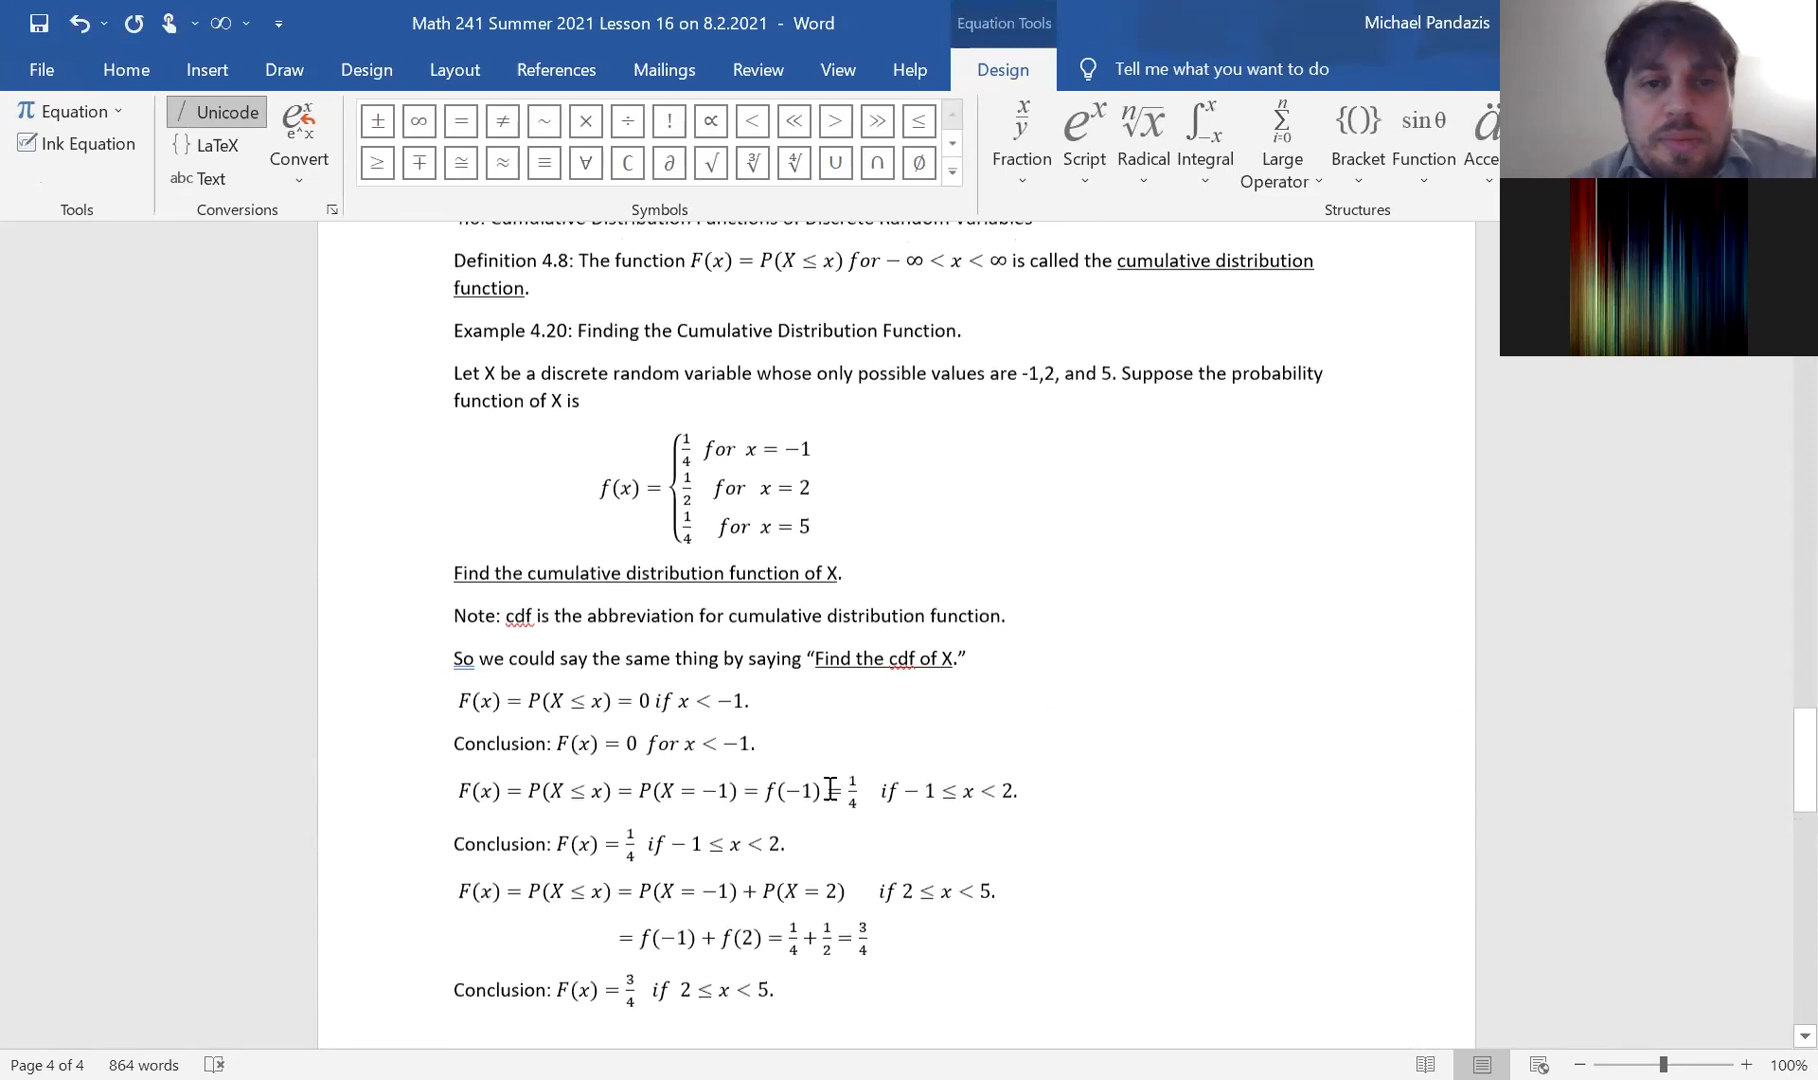 Math 241 Summer 2021 Lesson 16 on 8.2.2021 - Word
Equation Tools
Michael Pandazis
File Home Insert Draw Design Layout References Mailings Review View Help Design Tell me what you want to do
π Equation
Ink Equation
Tools
Unicode
{} LaTeX
abc Text
e^x
Convert
Conversions
± ∞ = ≠ ~ × ÷ ! ∝ < ≪ > ≫ ≤
≥ ∓ ≅ ≈ ≡ ∀ ∁ ∂ √ ∛ ∜ ∪ ∩ ∅
Symbols
Fraction Script Radical Integral Large Operator Bracket Function Acce
Structures
Cumulative Distribution Functions of Discrete Random Variables
Definition 4.8: The function F(x) = P(X ≤ x) for − ∞ < x < ∞ is called the cumulative distribution
function.
Example 4.20: Finding the Cumulative Distribution Function.
Let X be a discrete random variable whose only possible values are -1,2, and 5. Suppose the probability
function of X is
f(x) = { 1/4 for x = −1
1/2 for x = 2
1/4 for x = 5
Find the cumulative distribution function of X.
Note: cdf is the abbreviation for cumulative distribution function.
So we could say the same thing by saying “Find the cdf of X.”
F(x) = P(X ≤ x) = 0 if x < −1.
Conclusion: F(x) = 0 for x < −1.
F(x) = P(X ≤ x) = P(X = −1) = f(−1) = 1/4 if − 1 ≤ x < 2.
Conclusion: F(x) = 1/4 if − 1 ≤ x < 2.
F(x) = P(X ≤ x) = P(X = −1) + P(X = 2) if 2 ≤ x < 5.
= f(−1) + f(2) = 1/4 + 1/2 = 3/4
Conclusion: F(x) = 3/4 if 2 ≤ x < 5.
Page 4 of 4 864 words 100%